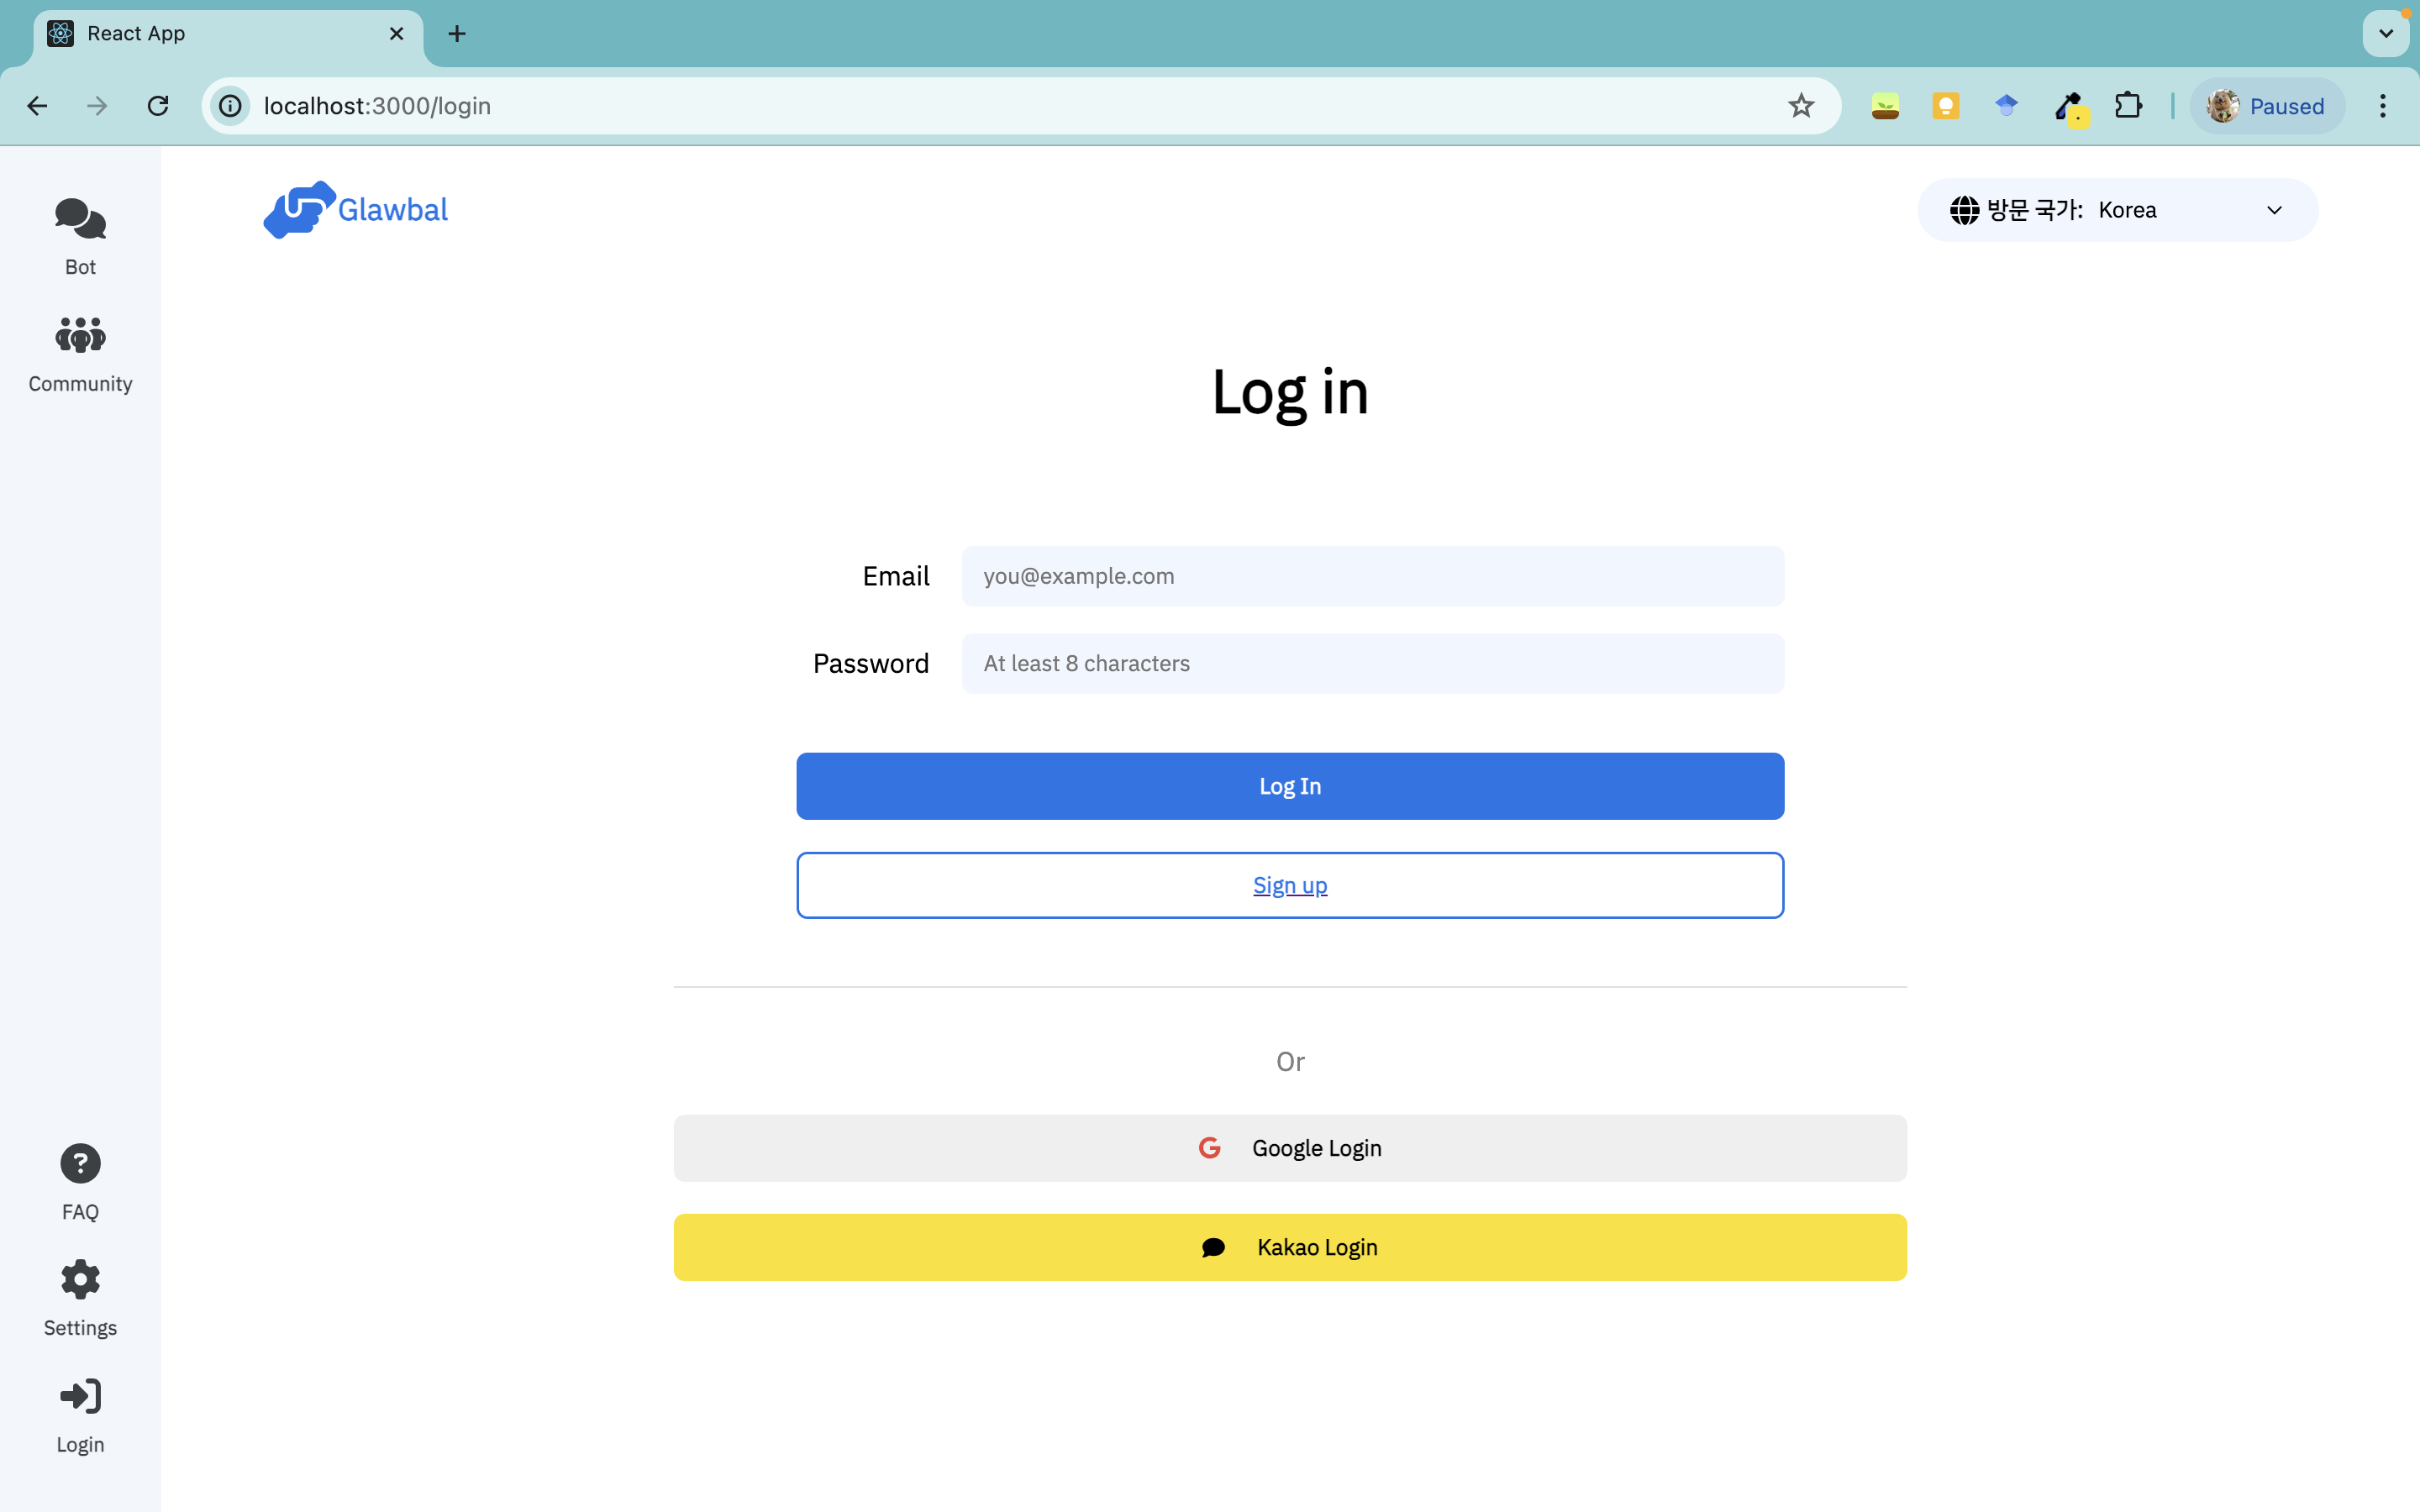 React App
localhost:3000/login
Paused
Bot
Community
Glawbal
방문 국가: Korea
Log in
Email
you@example.com
Password
At least 8 characters
Log In
Sign up
Or
Google Login
Kakao Login
FAQ
Settings
Login